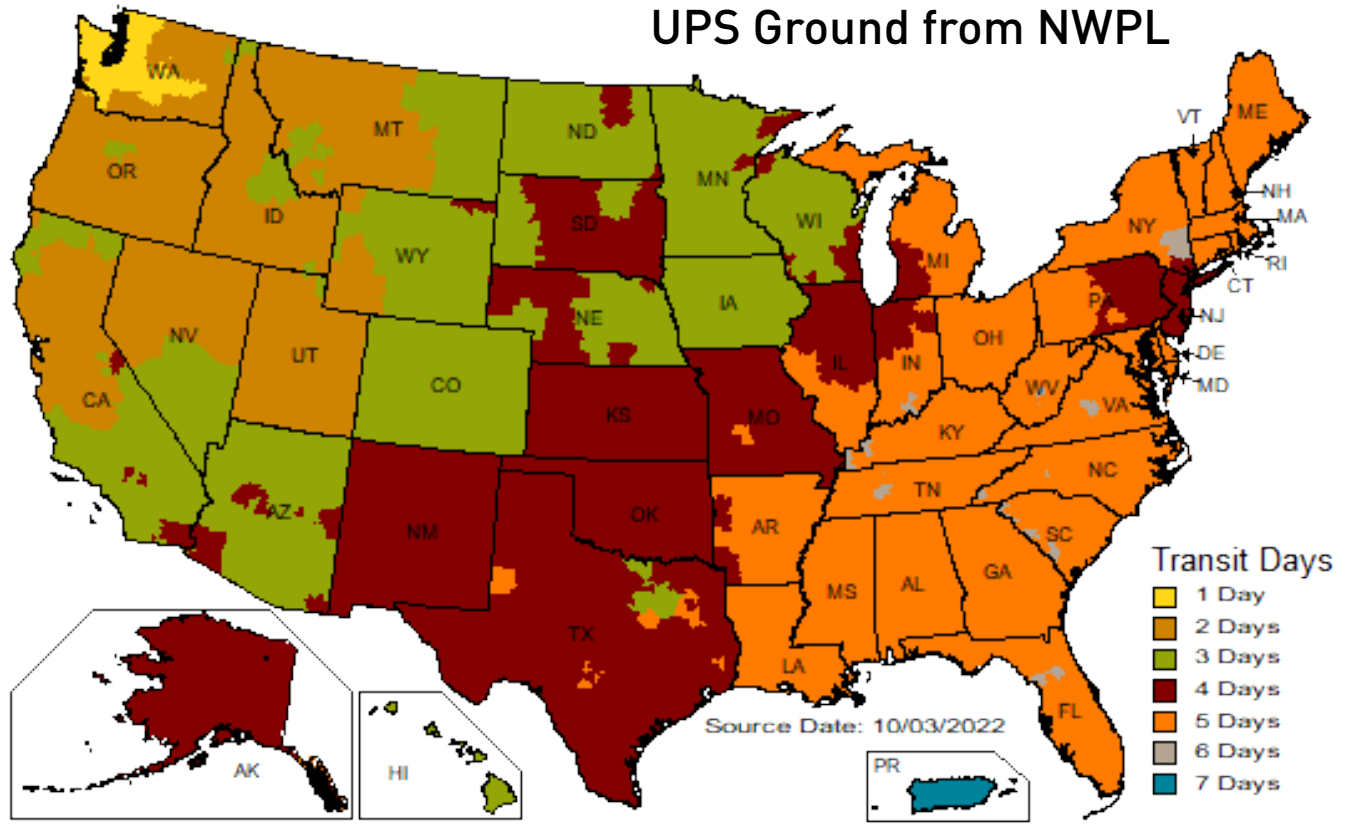 UPS Ground from NWPL
WA
MT
ND
MN
OR
ID
SD
WI
WY
MI
NY
VT
ME
NH
MA
RI
CT
NJ
DE
MD
PA
NE
IA
NV
UT
CO
CA
KS
MO
IL
IN
OH
WV
VA
KY
AZ
NM
OK
AR
TN
NC
SC
MS
AL
GA
TX
LA
FL
AK
HI
PR
Source Date: 10/03/2022
Transit Days
1 Day
2 Days
3 Days
4 Days
5 Days
6 Days
7 Days